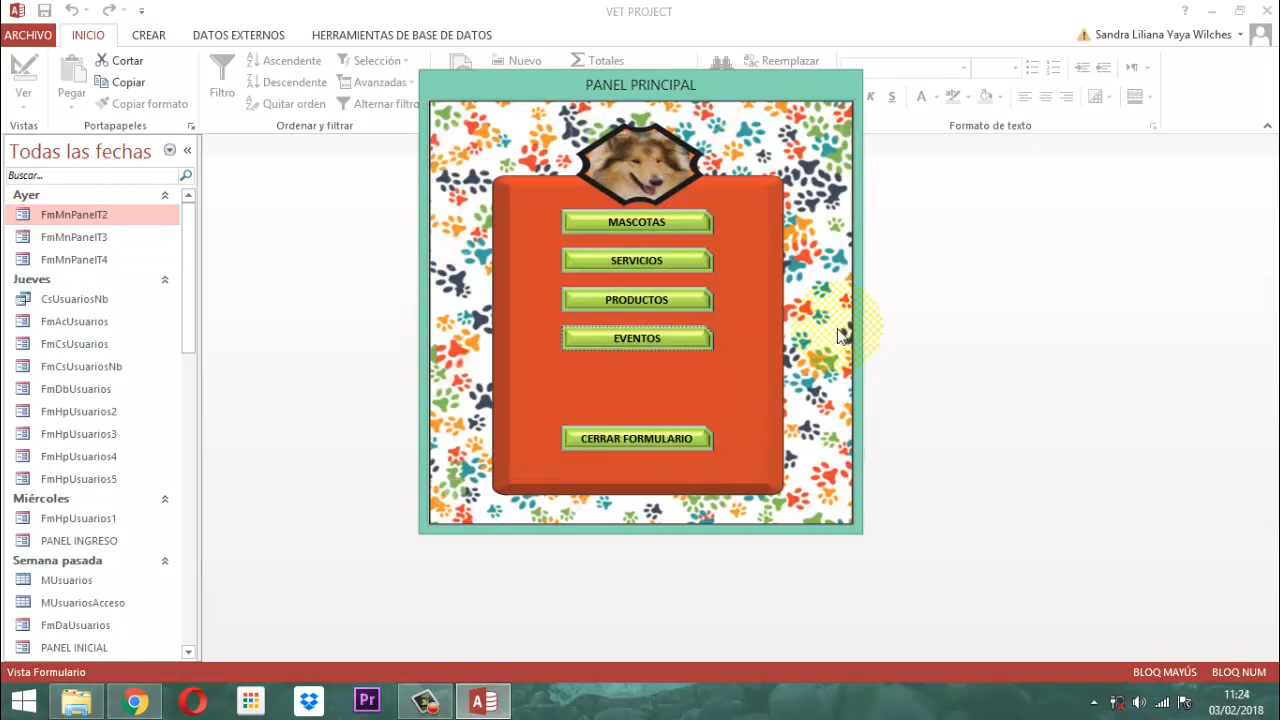 VET PROJECT
?
ARCHIVO INICIO CREAR DATOS EXTERNOS HERRAMIENTAS DE BASE DE DATOS Sandra Liliana Yaya Wilches
Ver
Vistas
Pegar
Cortar
Copiar
Copiar formato
Portapapeles
Filtro
Ascendente
Descendente
Quitar orden
Selección
Avanzadas
Alternar filtro
Ordenar y filtrar
Nuevo
Totales
Reemplazar
K S A
Formato de texto
Todas las fechas
Buscar...
Ayer
FmMnPanelT2
FmMnPanelT3
FmMnPanelT4
Jueves
CsUsuariosNb
FmAcUsuarios
FmCsUsuarios
FmCsUsuariosNb
FmDbUsuarios
FmHpUsuarios2
FmHpUsuarios3
FmHpUsuarios4
FmHpUsuarios5
Miércoles
FmHpUsuarios1
PANEL INGRESO
Semana pasada
MUsuarios
MUsuariosAcceso
FmDaUsuarios
PANEL INICIAL
PANEL PRINCIPAL
MASCOTAS
SERVICIOS
PRODUCTOS
EVENTOS
CERRAR FORMULARIO
Vista Formulario BLOQ MAYÚS BLOQ NUM
Pr
11:24
03/02/2018